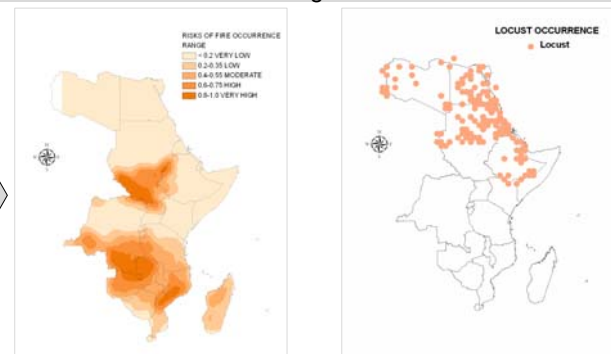 RISKS OF FIRE OCCURRENCE
RANGE
< 0.2 VERY LOW
0.2-0.35 LOW
0.4-0.55 MODERATE
0.6-0.75 HIGH
0.8-1.0 VERY HIGH
LOCUST OCCURRENCE
Locust